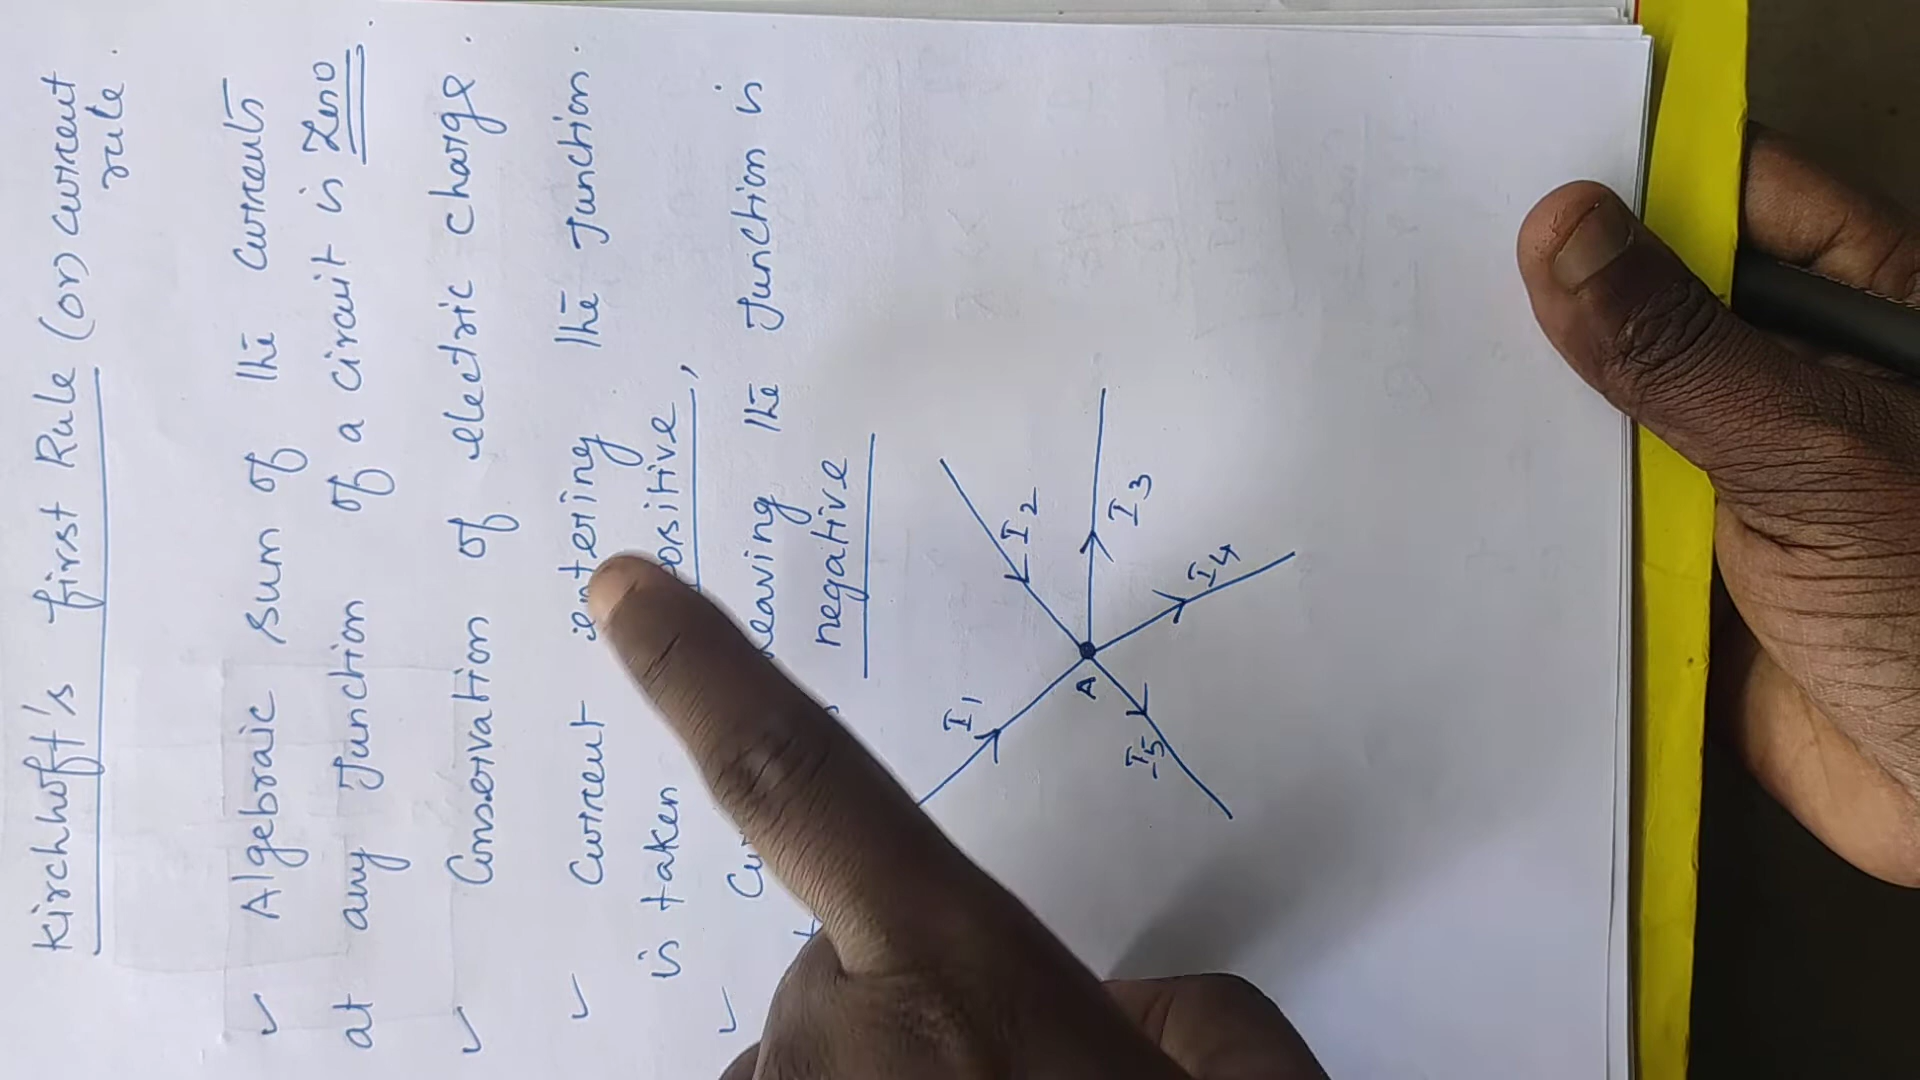 Kirchhoff's first Rule (or) current
rule.
✓ Algebraic sum of the currents
at any Junction of a circuit is Zero.
✓ Conservation of electric charge.
✓ Current entering the Junction.
is taken positive,
✓ leaving the Junction is
negative
I1
I2
I3
A
I4
I5